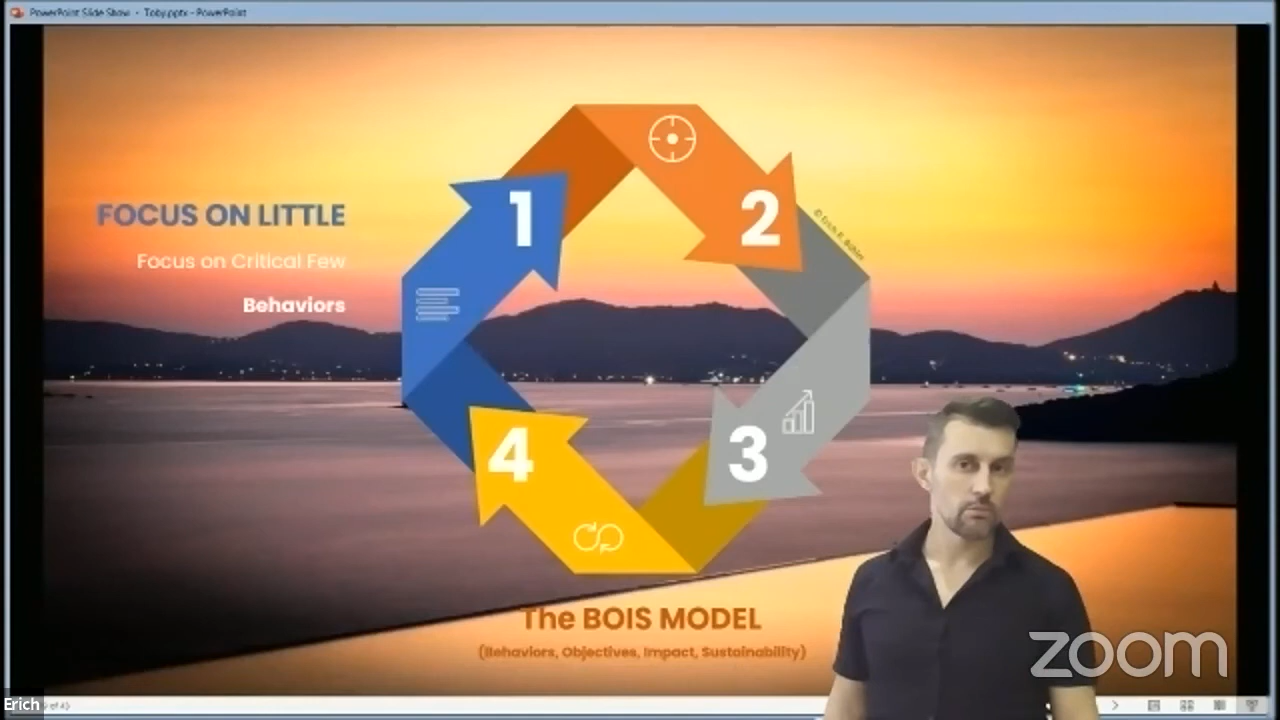 PowerPoint Slide Show - Toby.pptx - PowerPoint
FOCUS ON LITTLE
Focus on Critical Few
Behaviors
1
2
3
4
The BOIS MODEL
(Behaviors, Objectives, Impact, Sustainability)
zoom
Erich